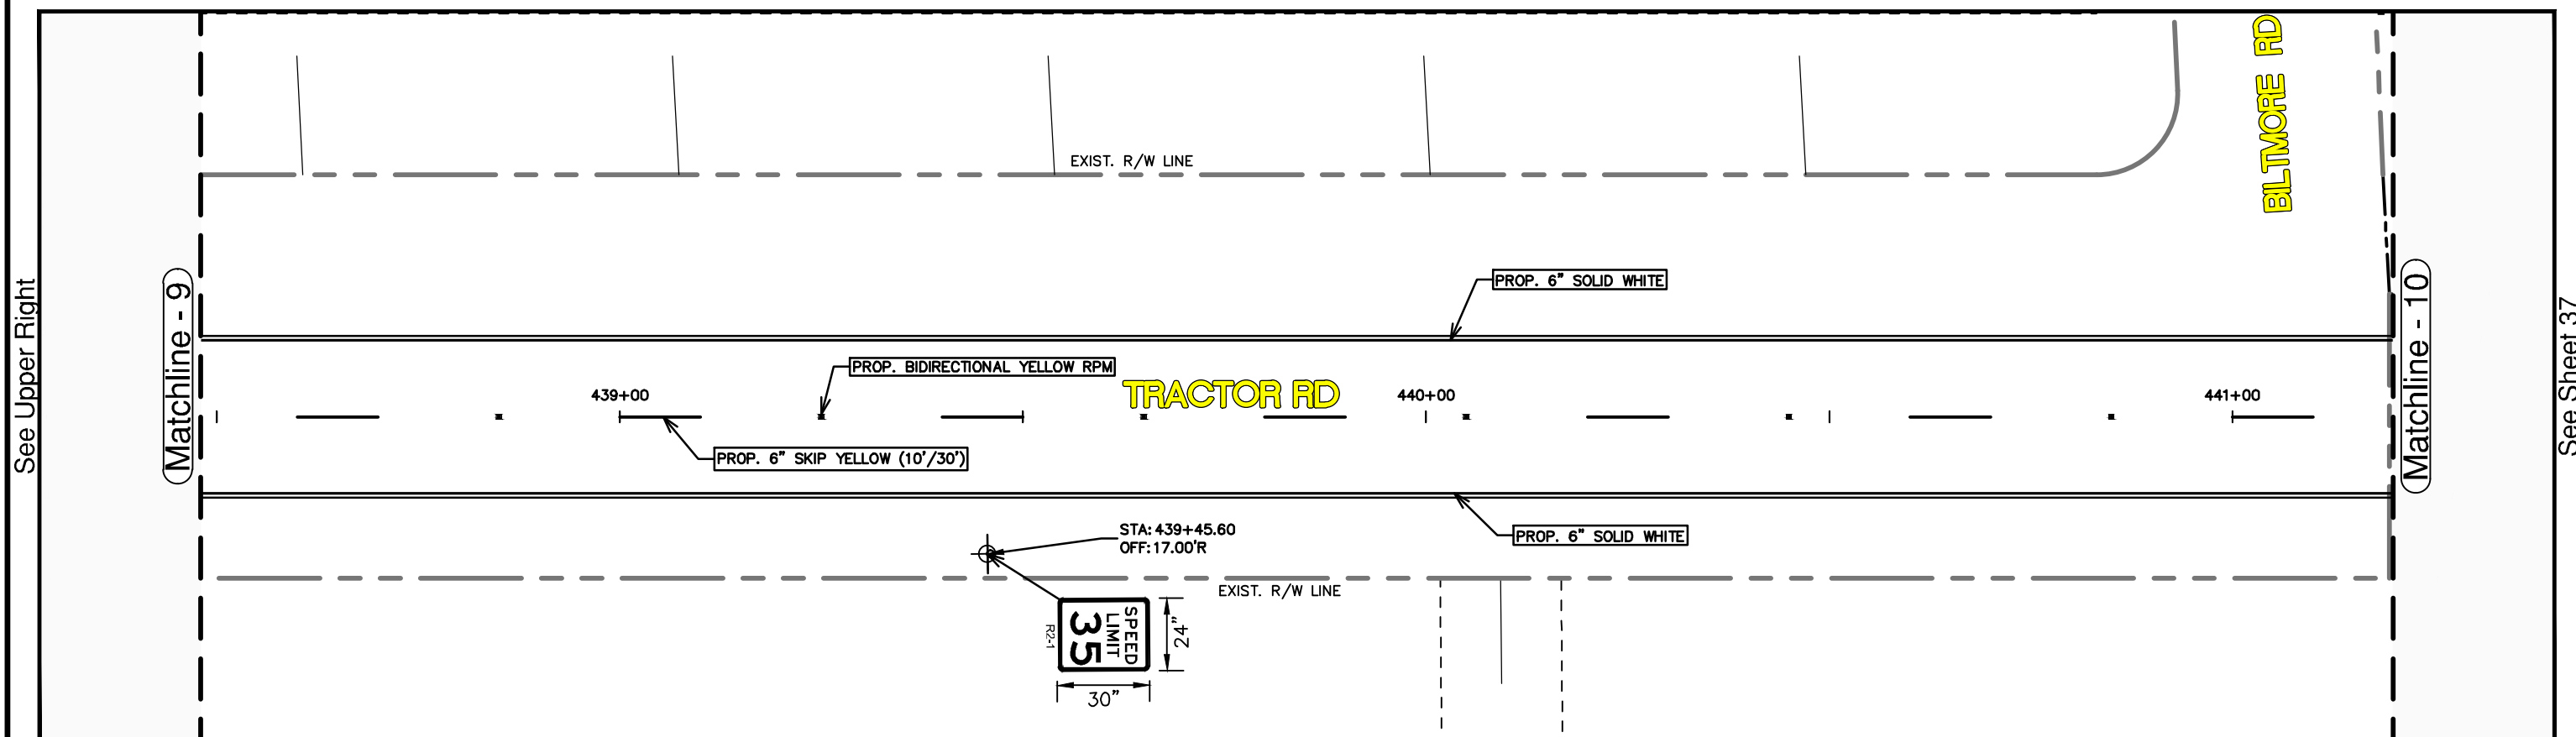 BILTMORE RD
EXIST. R/W LINE
See Upper Right
Matchline - 9
PROP. 6" SOLID WHITE
Matchline - 10
See Sheet 37
PROP. BIDIRECTIONAL YELLOW RPM
TRACTOR RD
439+00
440+00
441+00
PROP. 6" SKIP YELLOW (10'/30')
STA: 439+45.60
OFF: 17.00'R
PROP. 6" SOLID WHITE
EXIST. R/W LINE
SPEED
LIMIT
35
R2-1
24"
30"